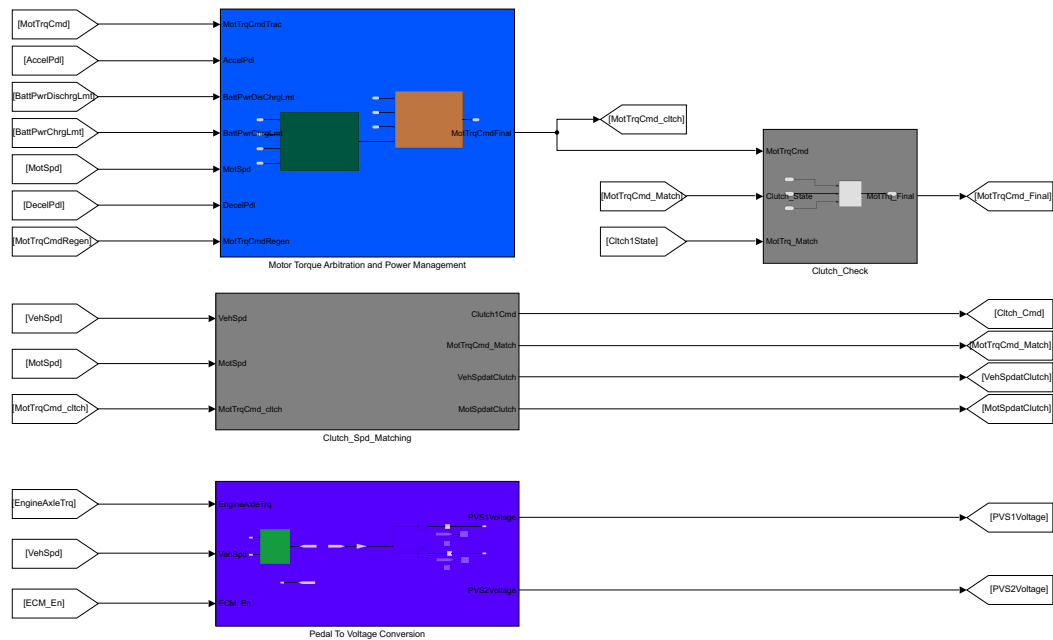 [MotTrqCmd]
[AccelPdl]
[BattPwrDischrgLmt]
[BattPwrChrgLmt]
[MotSpd]
[DecelPdl]
[MotTrqCmdRegen]
MotTrqCmdTrac
AccelPdl
BattPwrDisChrgLmt
BattPwrChrgLmt
MotSpd
DecelPdl
MotTrqCmdRegen
MotTrqCmdFinal
Motor Torque Arbitration and Power Management
[MotTrqCmd_cltch]
[MotTrqCmd_Match]
[Cltch1State]
MotTrqCmd
Clutch_State
MotTrq_Match
MotTrq_Final
Clutch_Check
[MotTrqCmd_Final]
[VehSpd]
[MotSpd]
[MotTrqCmd_cltch]
VehSpd
MotSpd
MotTrqCmd_cltch
Clutch1Cmd
MotTrqCmd_Match
VehSpdatClutch
MotSpdatClutch
Clutch_Spd_Matching
[Cltch_Cmd]
[MotTrqCmd_Match]
[VehSpdatClutch]
[MotSpdatClutch]
[EngineAxleTrq]
[VehSpd]
[ECM_En]
EngineAxleTrq
VehSpd
ECM_En
PVS1Voltage
PVS2Voltage
Pedal To Voltage Conversion
[PVS1Voltage]
[PVS2Voltage]